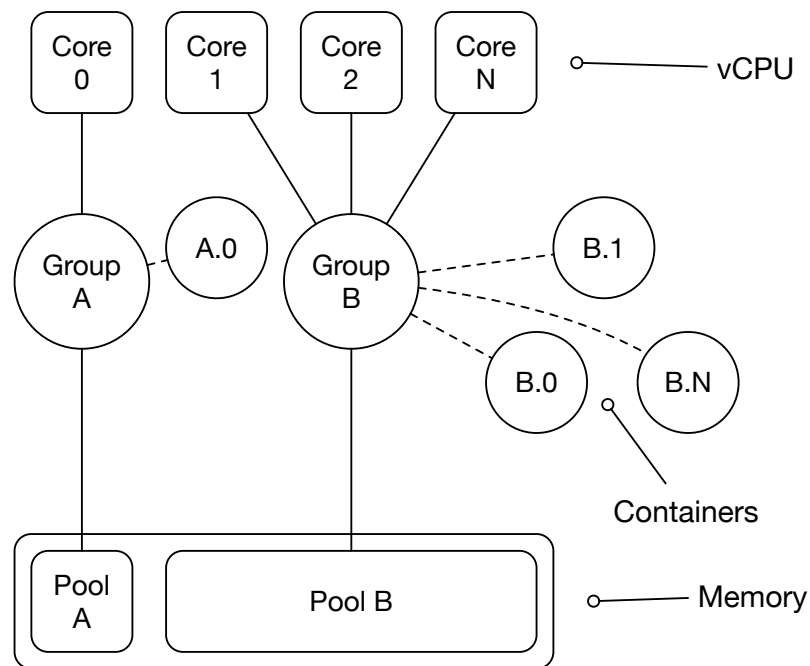 Core
0
Core
1
Core
2
Core
N
vCPU
Group
A
A.0
Group
B
B.1
B.0
B.N
Containers
Pool
A
Pool B
Memory